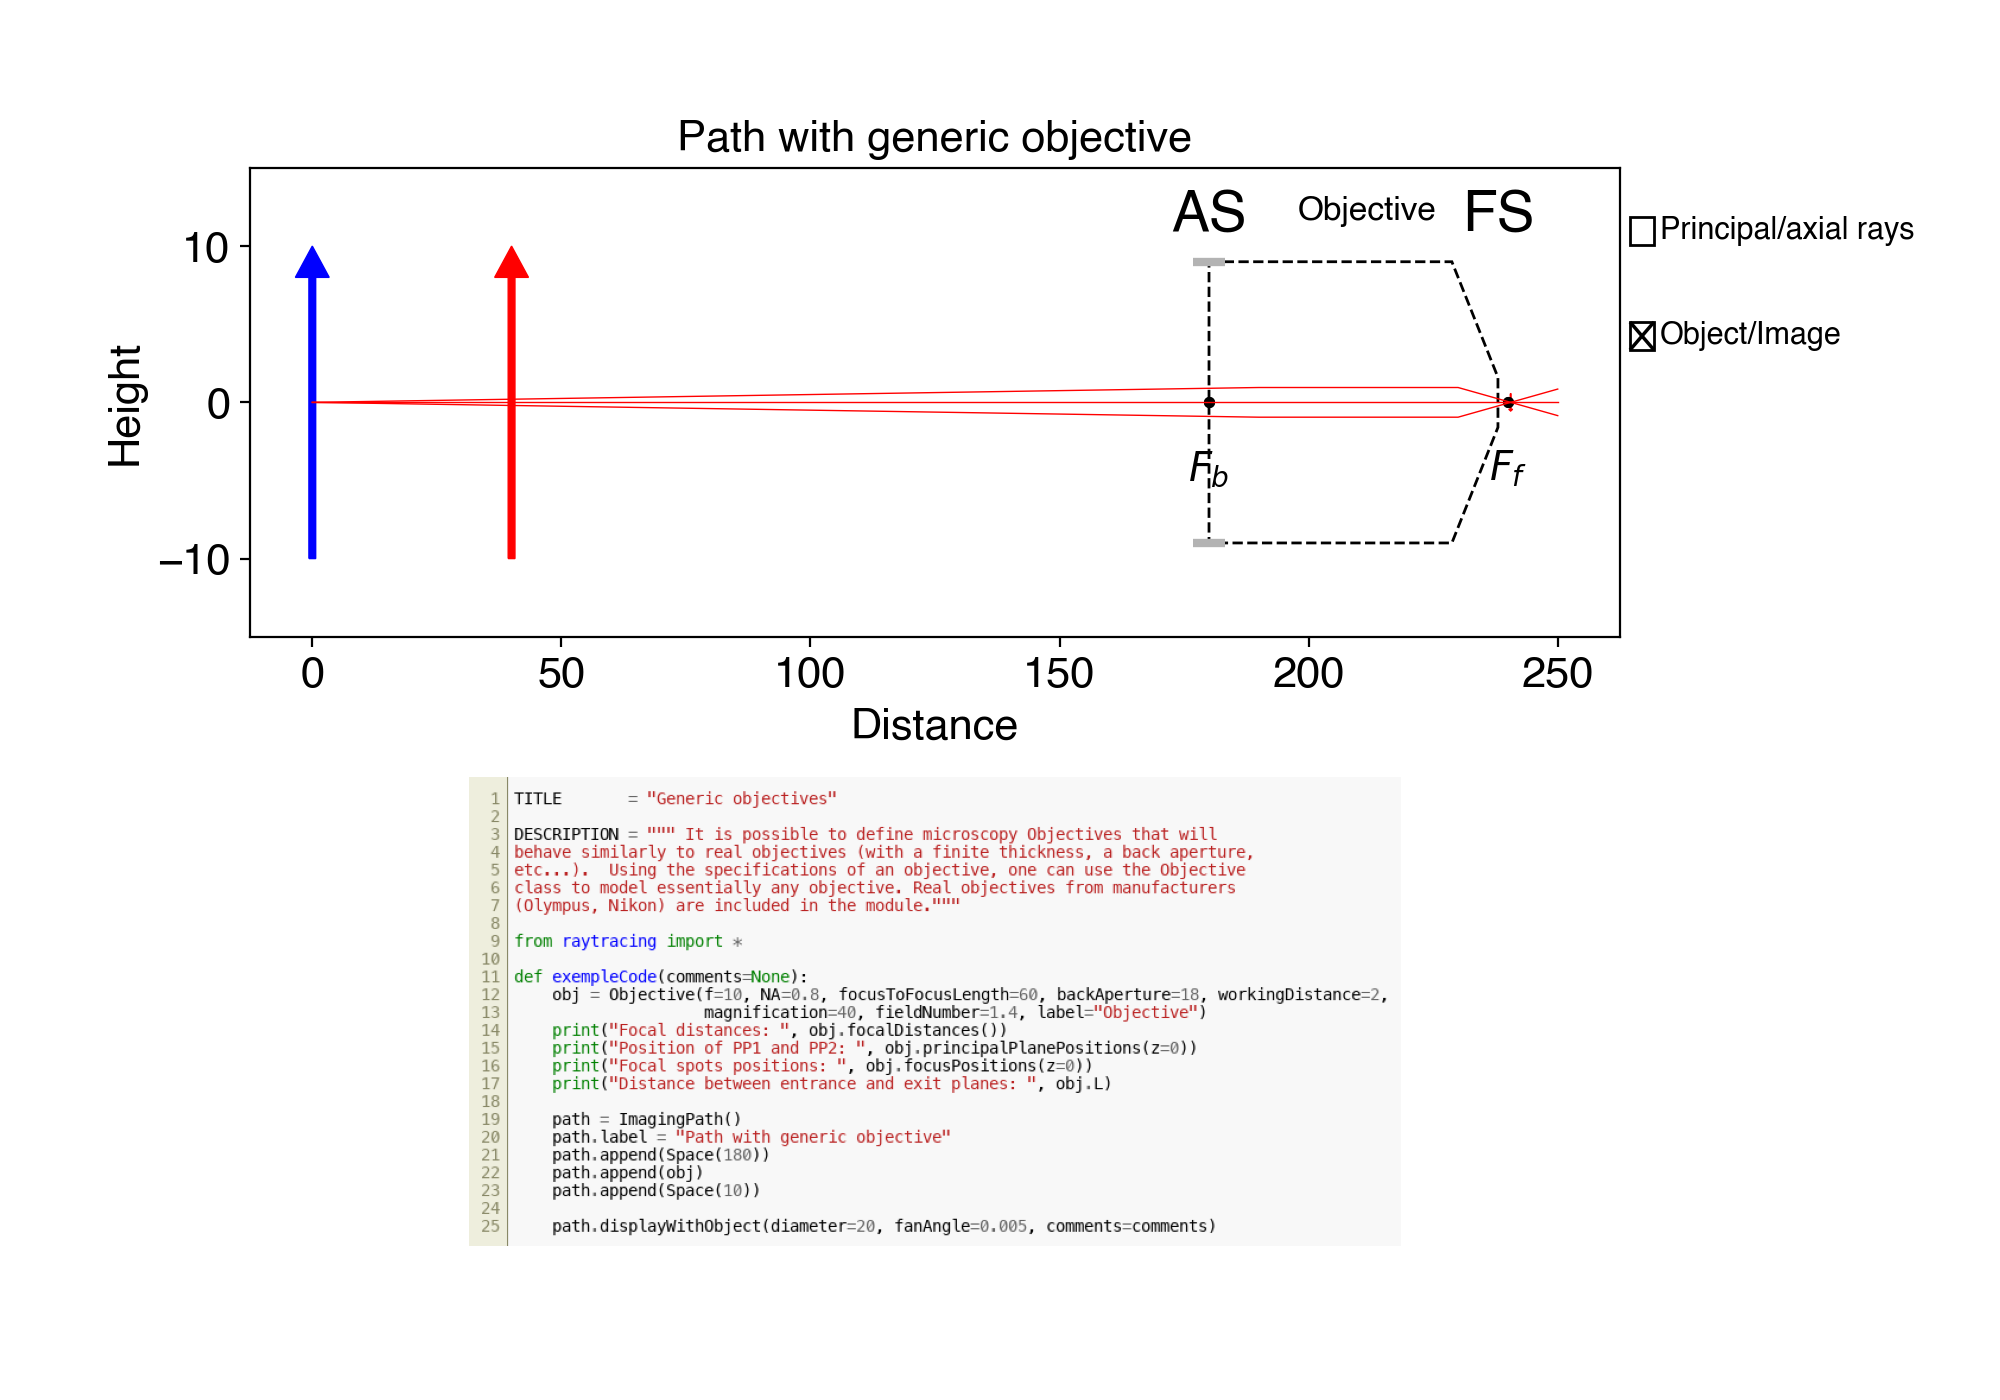 Path with generic objective
AS
Objective
FS
Principal/axial rays
Object/Image
Height
10
0
−10
F_b
F_f
0
50
100
150
200
250
Distance
1 TITLE       = "Generic objectives"
2
3 DESCRIPTION = """ It is possible to define microscopy Objectives that will
4 behave similarly to real objectives (with a finite thickness, a back aperture,
5 etc...).  Using the specifications of an objective, one can use the Objective
6 class to model essentially any objective. Real objectives from manufacturers
7 (Olympus, Nikon) are included in the module."""
8
9 from raytracing import *
10
11 def exempleCode(comments=None):
12     obj = Objective(f=10, NA=0.8, focusToFocusLength=60, backAperture=18, workingDistance=2,
13                     magnification=40, fieldNumber=1.4, label="Objective")
14     print("Focal distances: ", obj.focalDistances())
15     print("Position of PP1 and PP2: ", obj.principalPlanePositions(z=0))
16     print("Focal spots positions: ", obj.focusPositions(z=0))
17     print("Distance between entrance and exit planes: ", obj.L)
18
19     path = ImagingPath()
20     path.label = "Path with generic objective"
21     path.append(Space(180))
22     path.append(obj)
23     path.append(Space(10))
24
25     path.displayWithObject(diameter=20, fanAngle=0.005, comments=comments)